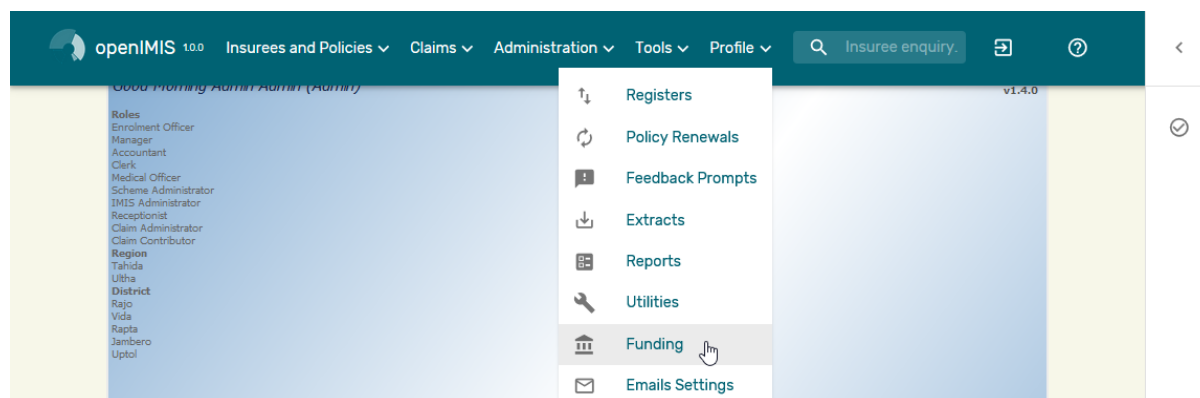 openIMIS 1.0.0 Insurees and Policies Claims Administration Tools Profile Insuree enquiry.
Good Morning Admin Admin (Admin)
v1.4.0
Roles
Enrolment Officer
Manager
Accountant
Clerk
Medical Officer
Scheme Administrator
IMIS Administrator
Receptionist
Claim Administrator
Claim Contributor
Region
Tahida
Ultha
District
Rajo
Vida
Rapta
Jambero
Uptol
Registers
Policy Renewals
Feedback Prompts
Extracts
Reports
Utilities
Funding
Emails Settings